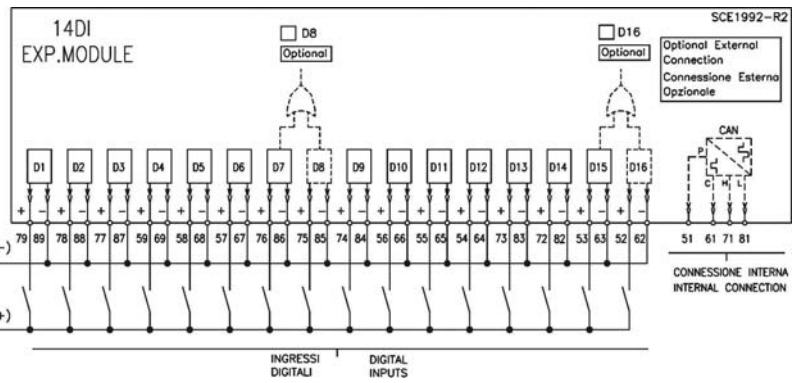 SCE1992-R2
14DI
EXP.MODULE
D8
Optional
D16
Optional
Optional External
Connection
Connessione Esterna
Opzionale
CAN
P
C H L
D1 D2 D3 D4 D5 D6 D7 D8 D9 D10 D11 D12 D13 D14 D15 D16
+ - + - + - + - + - + - + - + - + - + - + - + - + - + - + - + -
79 89 78 88 77 87 59 69 58 68 57 67 76 86 75 85 74 84 56 66 55 65 54 64 73 83 72 82 53 63 52 62 51 61 71 81
-)
+)
CONNESSIONE INTERNA
INTERNAL CONNECTION
INGRESSI DIGITAL
DIGITALI INPUTS